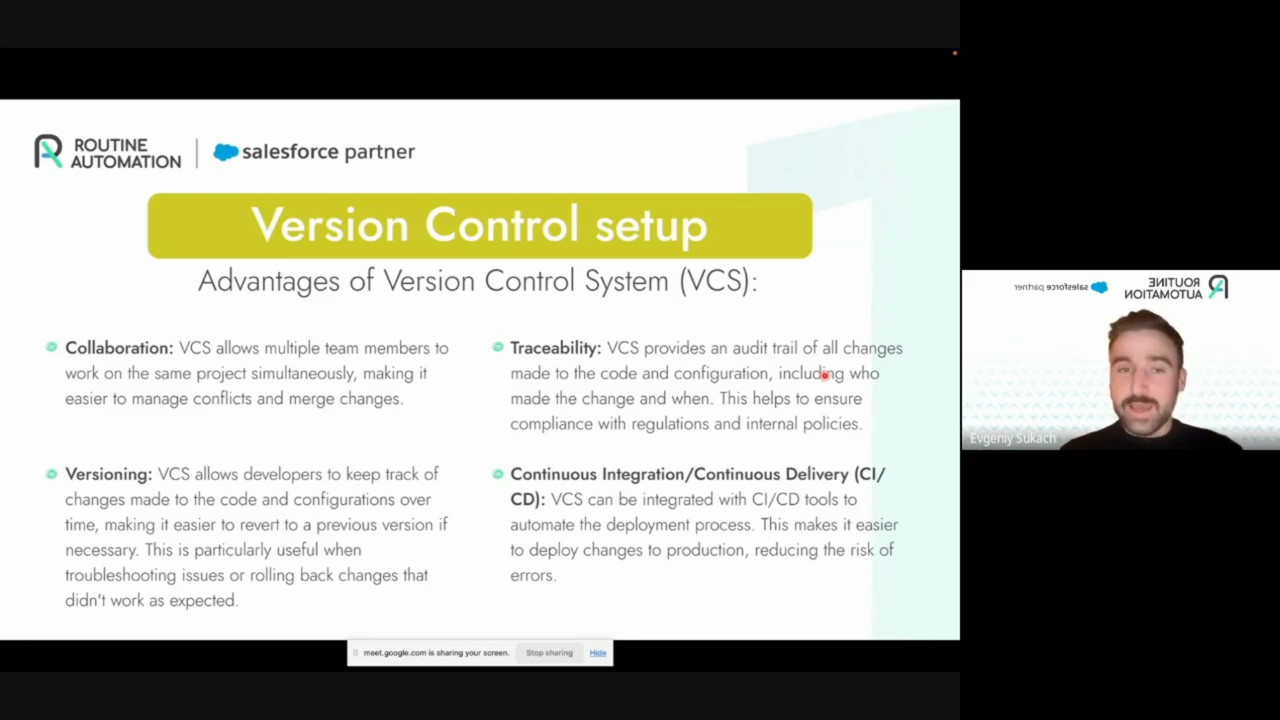 ROUTINE
AUTOMATION
salesforce partner
Version Control setup
Advantages of Version Control System (VCS):
Collaboration: VCS allows multiple team members to
work on the same project simultaneously, making it
easier to manage conflicts and merge changes.
Versioning: VCS allows developers to keep track of
changes made to the code and configurations over
time, making it easier to revert to a previous version if
necessary. This is particularly useful when
troubleshooting issues or rolling back changes that
didn't work as expected.
Traceability: VCS provides an audit trail of all changes
made to the code and configuration, including who
made the change and when. This helps to ensure
compliance with regulations and internal policies.
Continuous Integration/Continuous Delivery (CI/
CD): VCS can be integrated with CI/CD tools to
automate the deployment process. This makes it easier
to deploy changes to production, reducing the risk of
errors.
meet.google.com is sharing your screen.
Stop sharing
Hide
salesforce partner
ROUTINE
AUTOMATION
Evgeniy Sukach